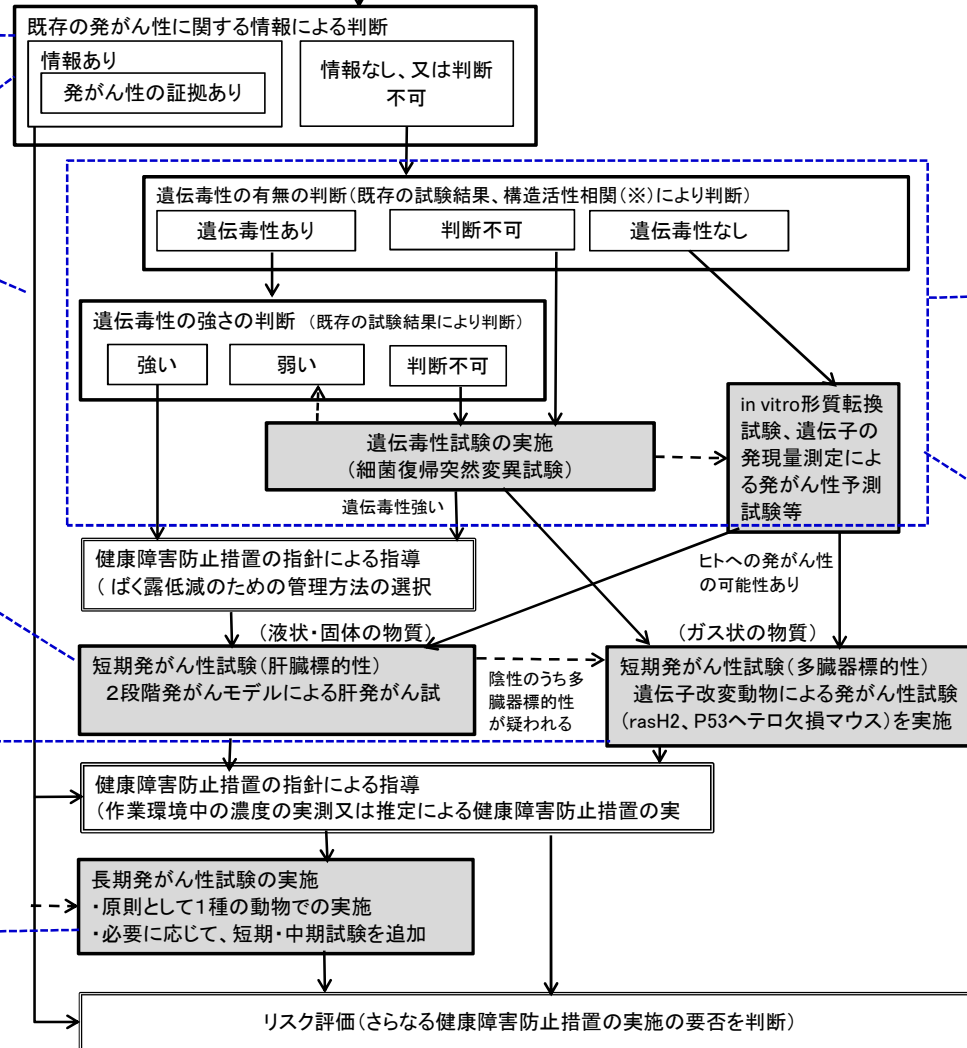 既存の発がん性に関する情報による判断
情報あり
発がん性の証拠あり
情報なし、又は判断
不可
遺伝毒性の有無の判断(既存の試験結果、構造活性相関(※)により判断)
遺伝毒性あり
判断不可
遺伝毒性なし
遺伝毒性の強さの判断 (既存の試験結果により判断)
強い
弱い
判断不可
in vitro形質転換
試験、遺伝子の
発現量測定によ
る発がん性予測
試験等
遺伝毒性試験の実施
(細菌復帰突然変異試験)
遺伝毒性強い
健康障害防止措置の指針による指導
( ばく露低減のための管理方法の選択
ヒトへの発がん性
の可能性あり
(液状・固体の物質)
(ガス状の物質)
短期発がん性試験(肝臓標的性)
2段階発がんモデルによる肝発がん試
陰性のうち多
臓器標的性
が疑われる
短期発がん性試験(多臓器標的性)
遺伝子改変動物による発がん性試験
(rasH2、P53ヘテロ欠損マウス)を実施
健康障害防止措置の指針による指導
(作業環境中の濃度の実測又は推定による健康障害防止措置の実
長期発がん性試験の実施
・原則として1種の動物での実施
・必要に応じて、短期・中期試験を追加
リスク評価(さらなる健康障害防止措置の実施の要否を判断)